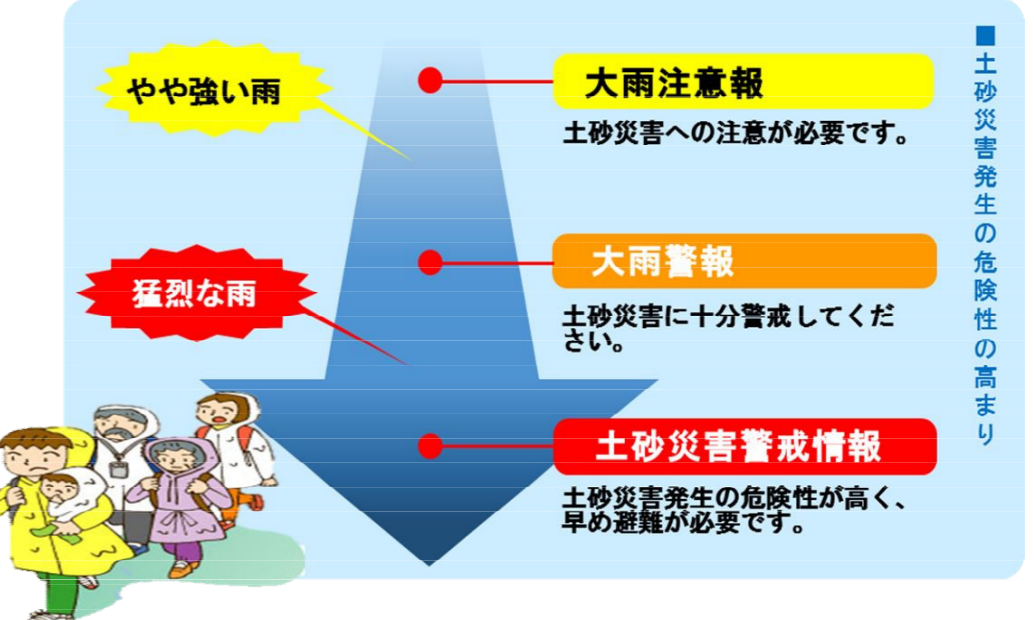 ■土砂災害発生の危険性の高まり
やや強い雨
大雨注意報
土砂災害への注意が必要です。
大雨警報
猛烈な雨
土砂災害に十分警戒してくだ
さい。
土砂災害警戒情報
土砂災害発生の危険性が高く、
早め避難が必要です。